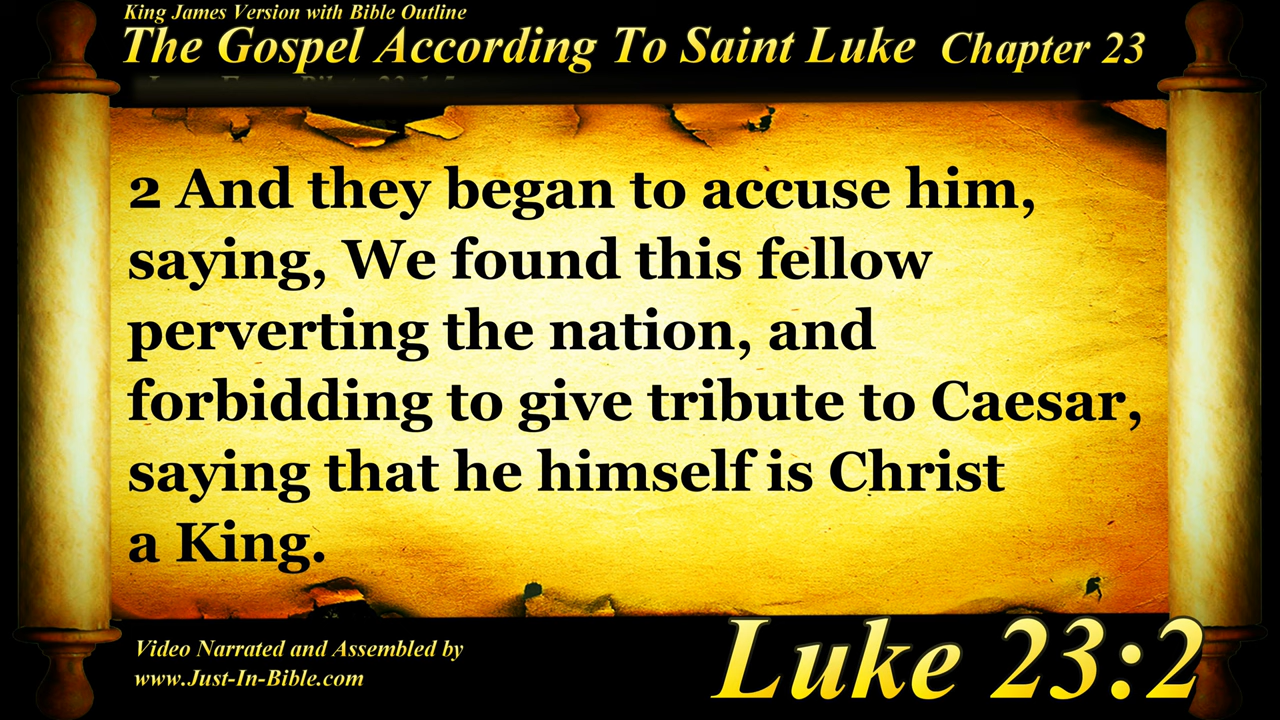 King James Version with Bible Outline
The Gospel According To Saint Luke Chapter 23
2 And they began to accuse him,
saying, We found this fellow
perverting the nation, and
forbidding to give tribute to Caesar,
saying that he himself is Christ
a King.
Video Narrated and Assembled by
www.Just-In-Bible.com
Luke 23:2